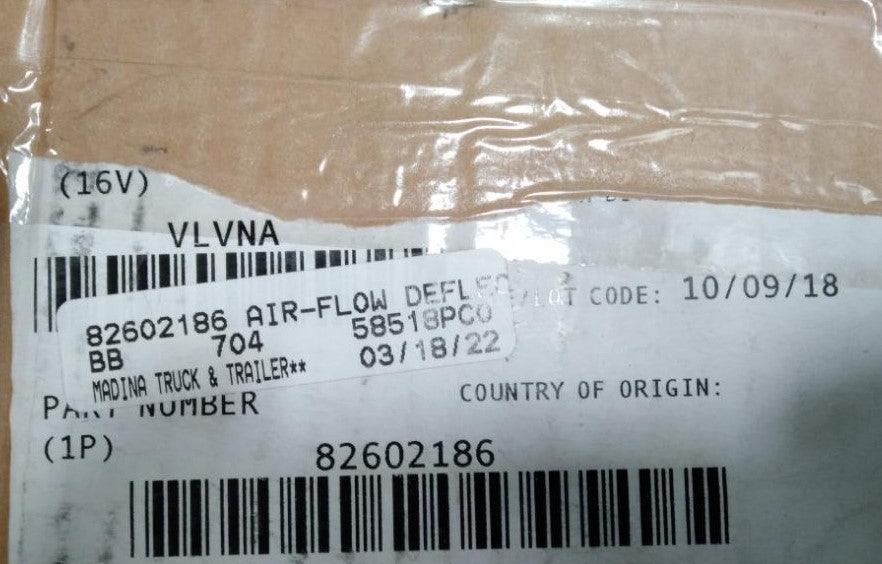 (16V)
VLVNA
LOT CODE: 10/09/18
82602186 AIR-FLOW DEFLEC
BB 704 58518PCO
MADINA TRUCK & TRAILER** 03/18/22
PART NUMBER
COUNTRY OF ORIGIN:
(1P)
82602186